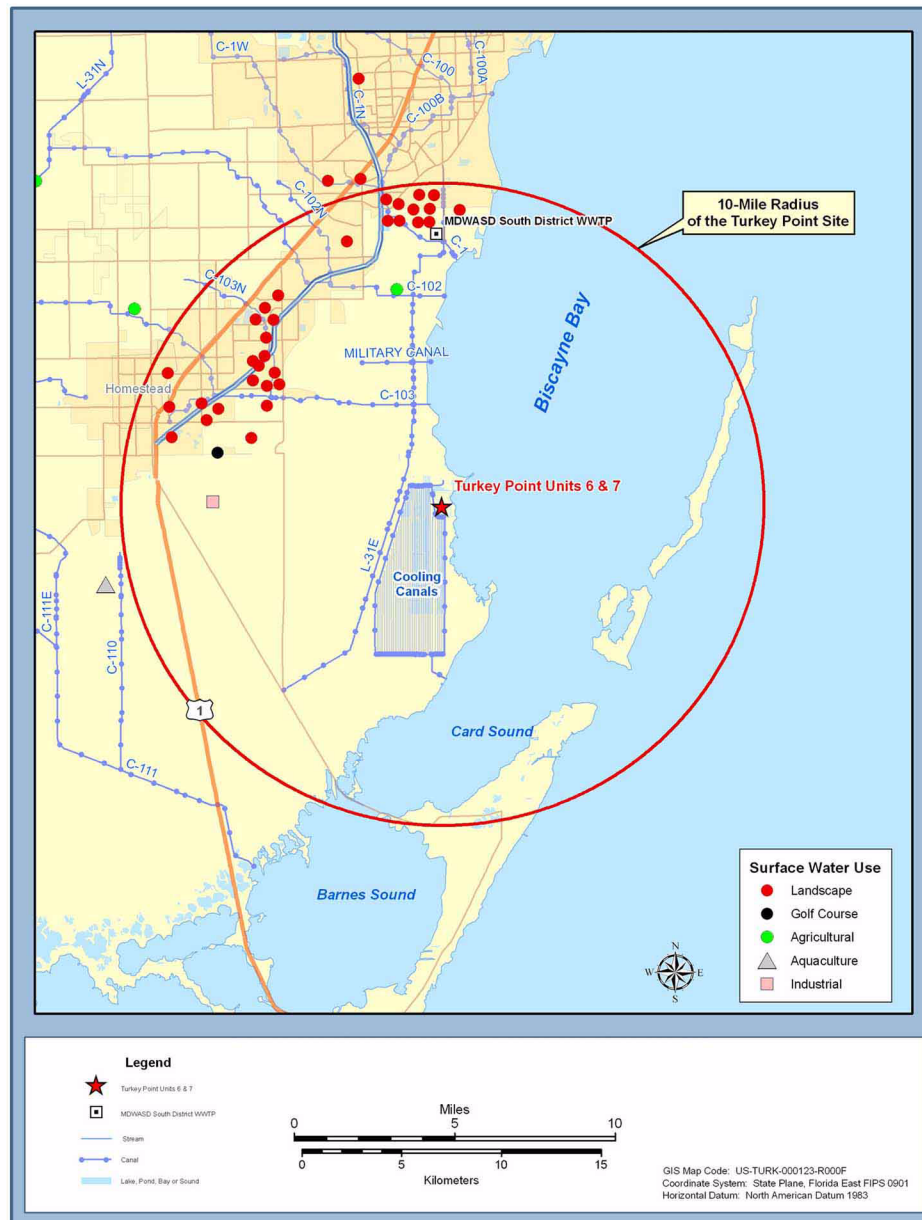 C-1W
C-100
C-100A
L-31N
C-1N
C-100B
10-Mile Radius
of the Turkey Point Site
C-102N
MDWASD South District WWTP
C-1
C-103N
C-102
Biscayne Bay
MILITARY CANAL
Homestead
C-103
Turkey Point Units 6 & 7
L-31E
Cooling
Canals
C-111E
C-110
1
Card Sound
C-111
Barnes Sound
Surface Water Use
Landscape
Golf Course
Agricultural
Aquaculture
Industrial
N
W E
S
Legend
Turkey Point Units 6 & 7
MDWASD South District WWTP
Stream
Canal
Lake, Pond, Bay or Sound
Miles
0 5 10
0 5 10 15
Kilometers
GIS Map Code: US-TURK-000123-R000F
Coordinate System: State Plane, Florida East FIPS 0901
Horizontal Datum: North American Datum 1983